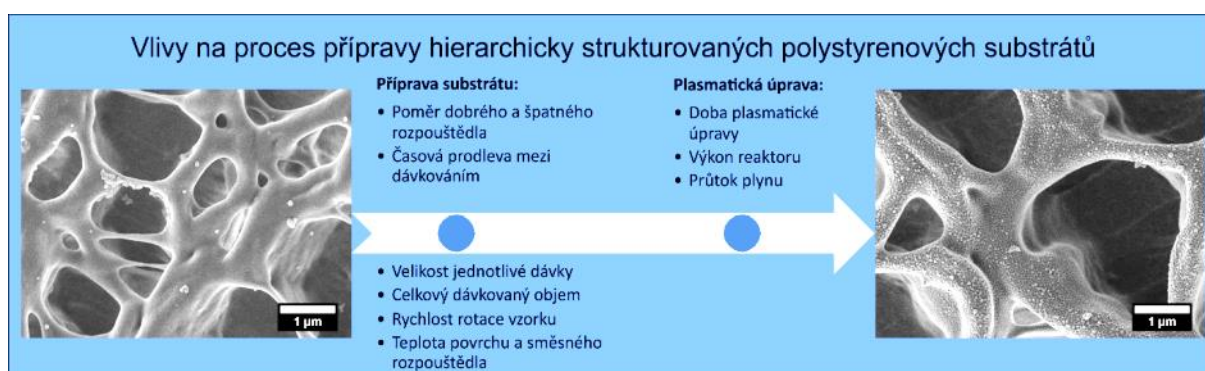 Vlivy na proces přípravy hierarchicky strukturovaných polystyrenových substrátů
Příprava substrátu:
• Poměr dobrého a špatného
rozpouštědla
• Časová prodleva mezi
dávkováním
• Velikost jednotlivé dávky
• Celkový dávkovaný objem
• Rychlost rotace vzorku
• Teplota povrchu a směsného
rozpouštědla
Plasmatická úprava:
• Doba plasmatické
úpravy
• Výkon reaktoru
• Průtok plynu
1 µm
1 µm